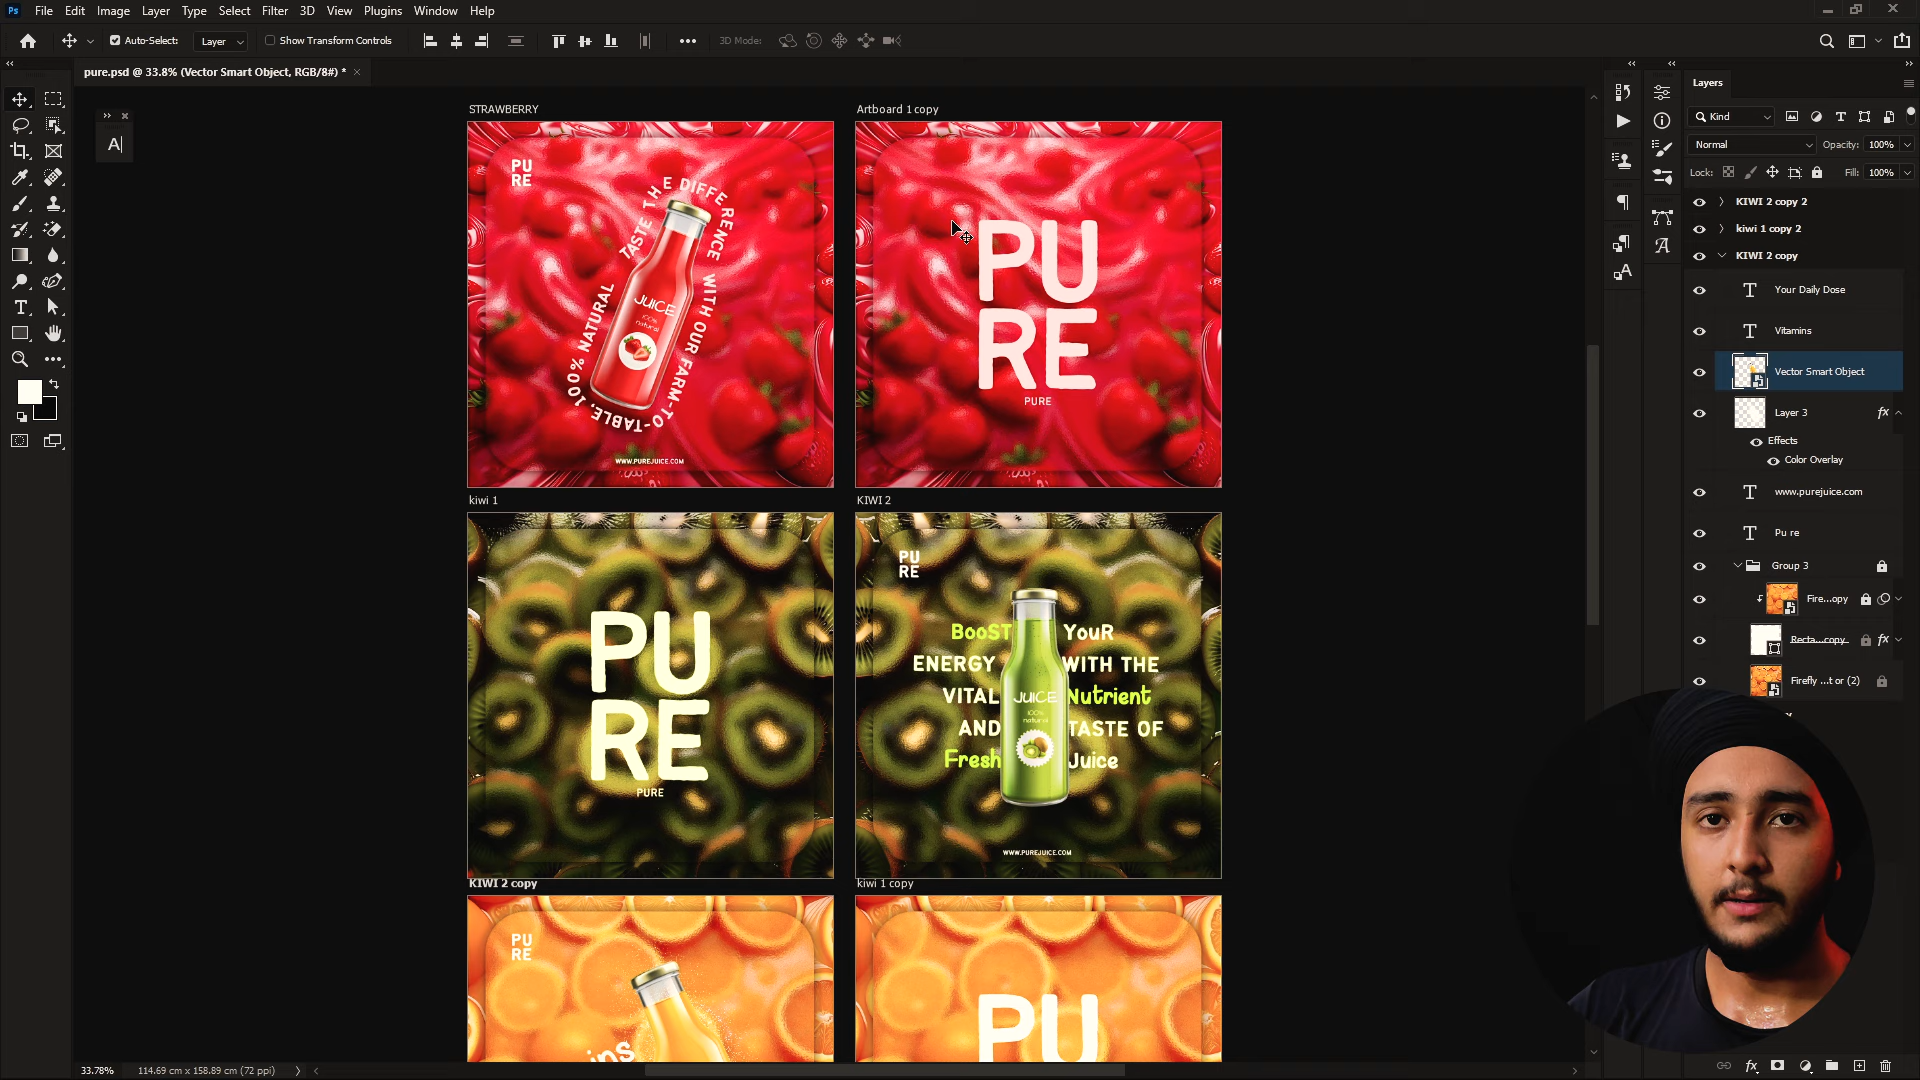 Ps File Edit Image Layer Type Select Filter 3D View Plugins Window Help
Auto-Select: Layer Show Transform Controls 3D Mode:
pure.psd @ 33.8% (Vector Smart Object, RGB/8#) *
A|
STRAWBERRY
PU
RE
TASTE THE DIFFERENCE WITH OUR FARM-TO-TABLE, 100% NATURAL
JUICE
100%
natural
WWW.PUREJUICE.COM
Artboard 1 copy
PU
RE
PURE
kiwi 1
PU
RE
PURE
KIWI 2
PU
RE
BooST YouR
ENERGY WITH THE
VITAL Nutrient
AND TASTE OF
Fresh Juice
JUICE
100%
natural
WWW.PUREJUICE.COM
KIWI 2 copy
PU
RE
ins
kiwi 1 copy
PU
33.78% 114.69 cm x 158.89 cm (72 ppi)
Layers
Kind
Normal Opacity: 100%
Lock: Fill: 100%
KIWI 2 copy 2
kiwi 1 copy 2
KIWI 2 copy
Your Daily Dose
Vitamins
Vector Smart Object
Layer 3 fx
Effects
Color Overlay
www.purejuice.com
Pu re
Group 3
Fire...opy
Recta...copy fx
Firefly ...t or (2)
fx